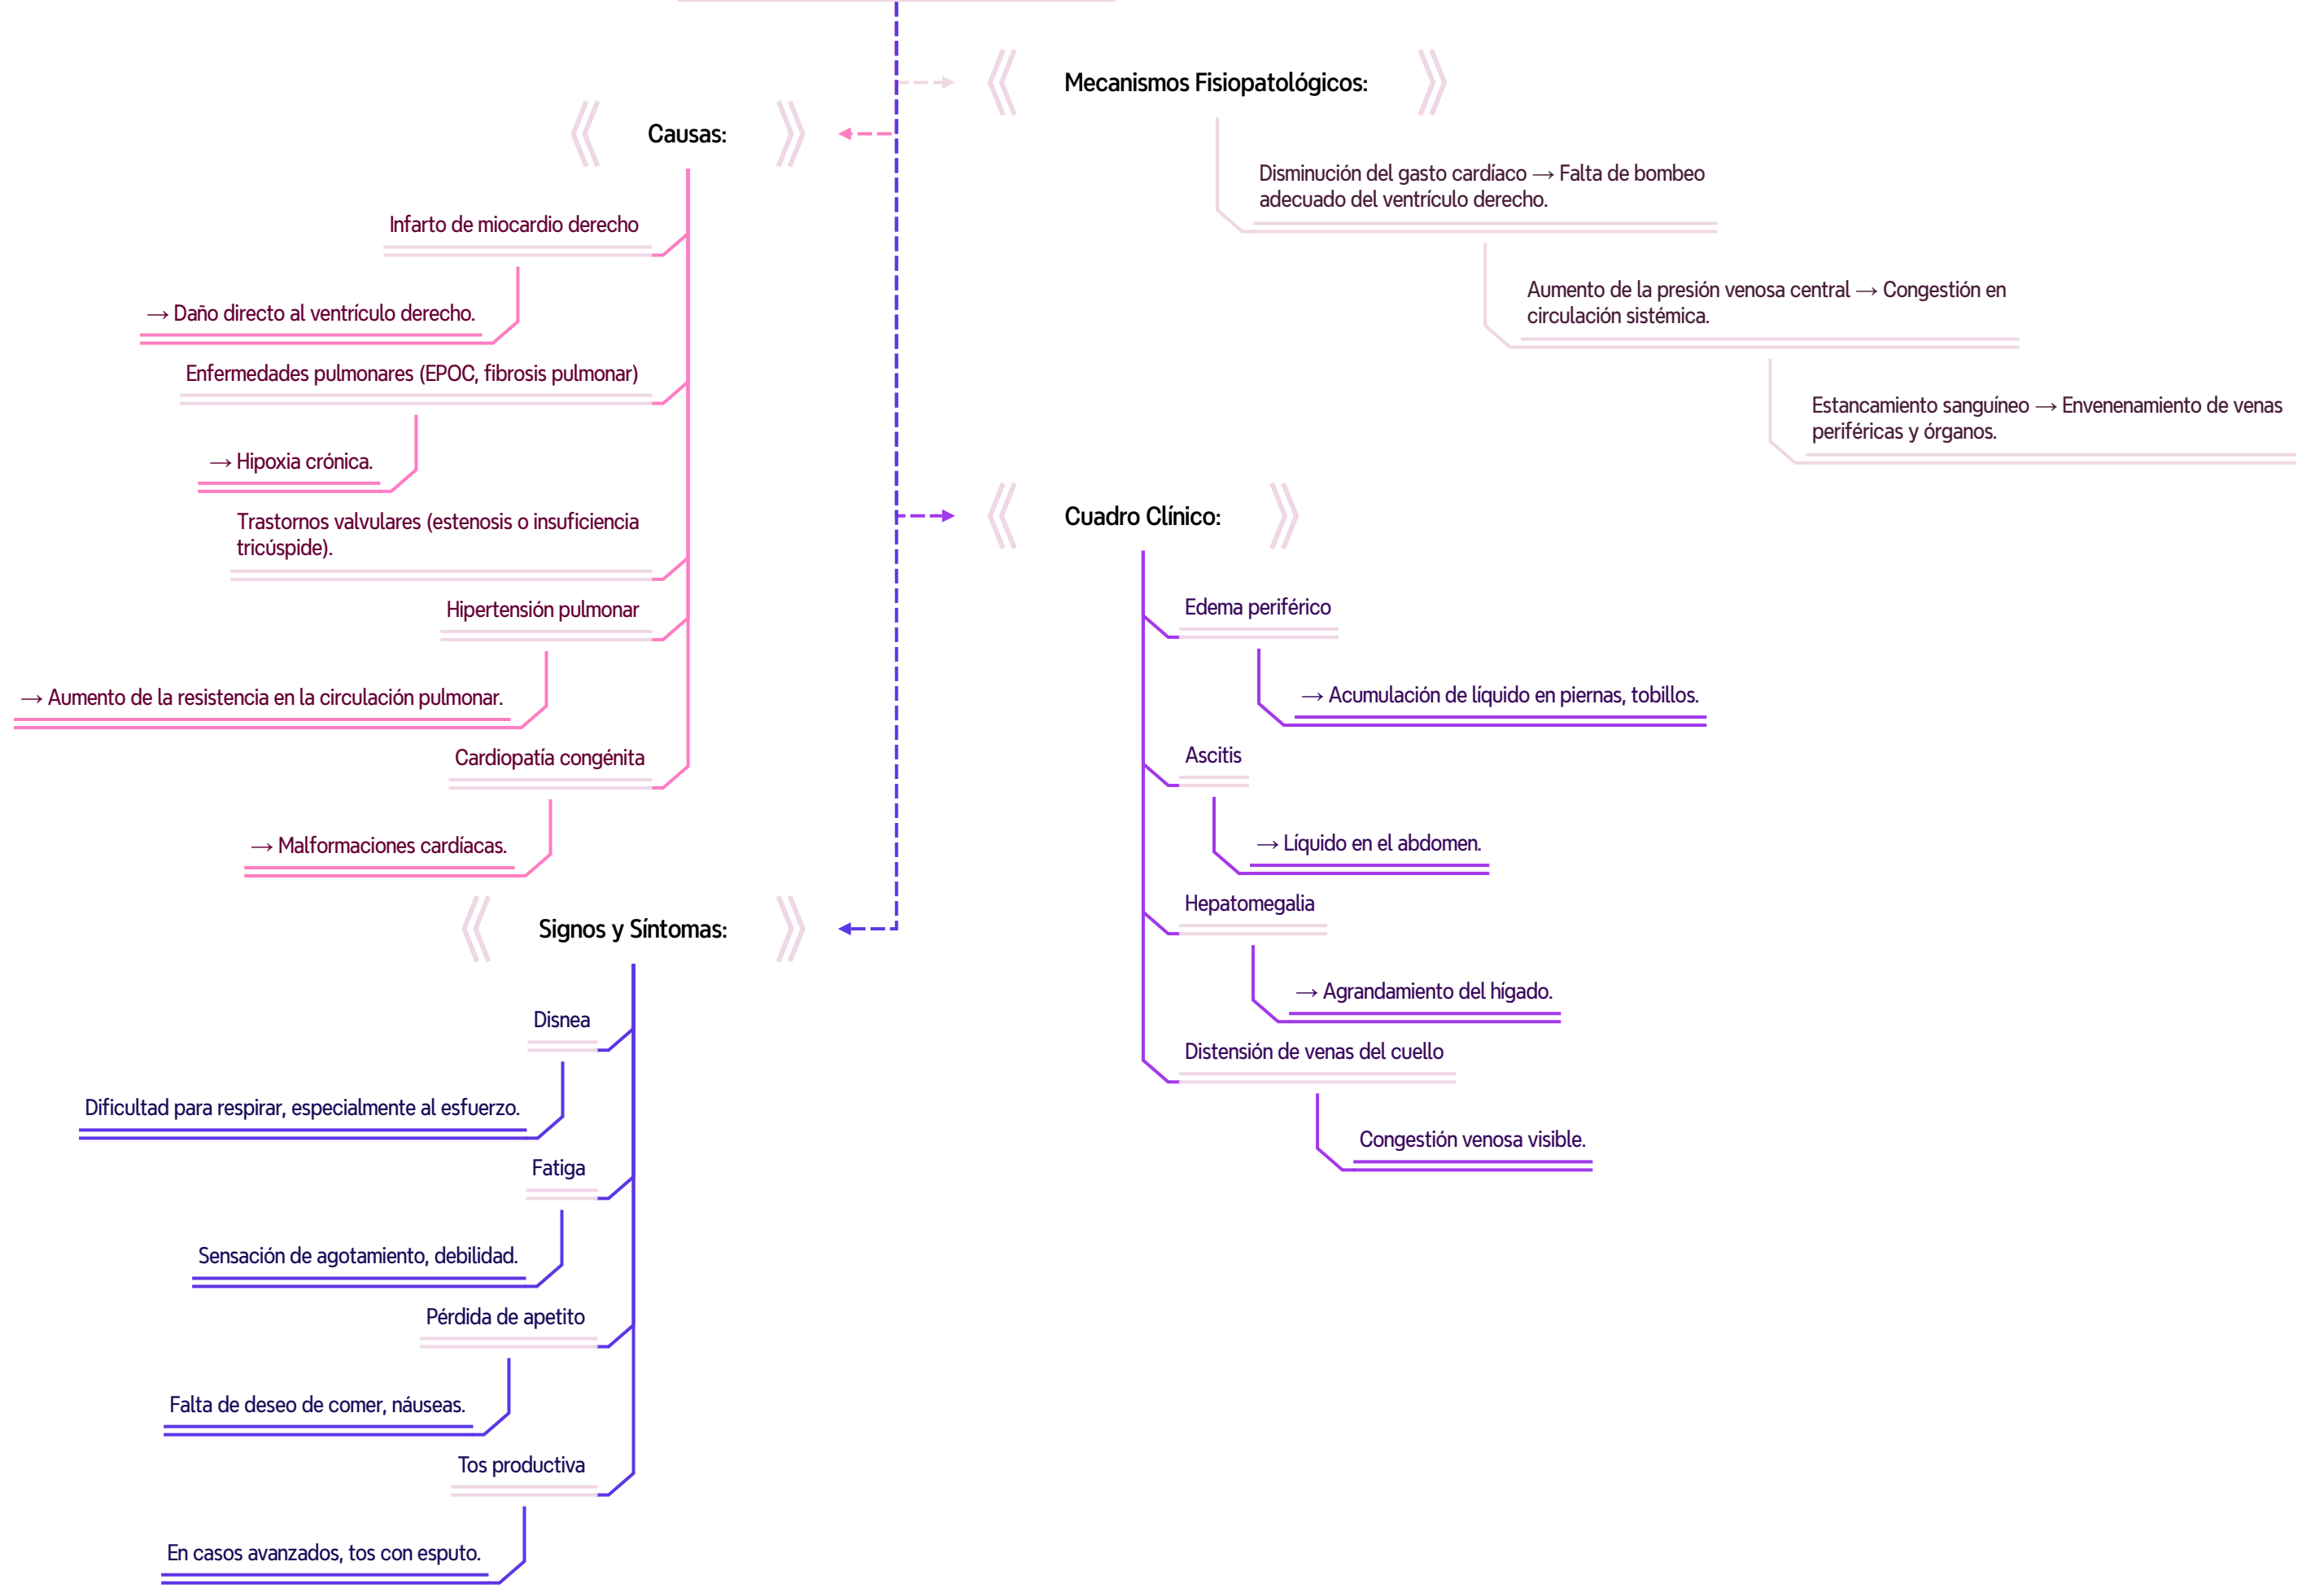 Mecanismos Fisiopatológicos:
Disminución del gasto cardíaco → Falta de bombeo
adecuado del ventrículo derecho.
Aumento de la presión venosa central → Congestión en
circulación sistémica.
Estancamiento sanguíneo → Envenenamiento de venas
periféricas y órganos.
Causas:
Infarto de miocardio derecho
→ Daño directo al ventrículo derecho.
Enfermedades pulmonares (EPOC, fibrosis pulmonar)
→ Hipoxia crónica.
Trastornos valvulares (estenosis o insuficiencia
tricúspide).
Hipertensión pulmonar
→ Aumento de la resistencia en la circulación pulmonar.
Cardiopatía congénita
→ Malformaciones cardíacas.
Cuadro Clínico:
Edema periférico
→ Acumulación de líquido en piernas, tobillos.
Ascitis
→ Líquido en el abdomen.
Hepatomegalia
→ Agrandamiento del hígado.
Distensión de venas del cuello
Congestión venosa visible.
Signos y Síntomas:
Disnea
Dificultad para respirar, especialmente al esfuerzo.
Fatiga
Sensación de agotamiento, debilidad.
Pérdida de apetito
Falta de deseo de comer, náuseas.
Tos productiva
En casos avanzados, tos con esputo.